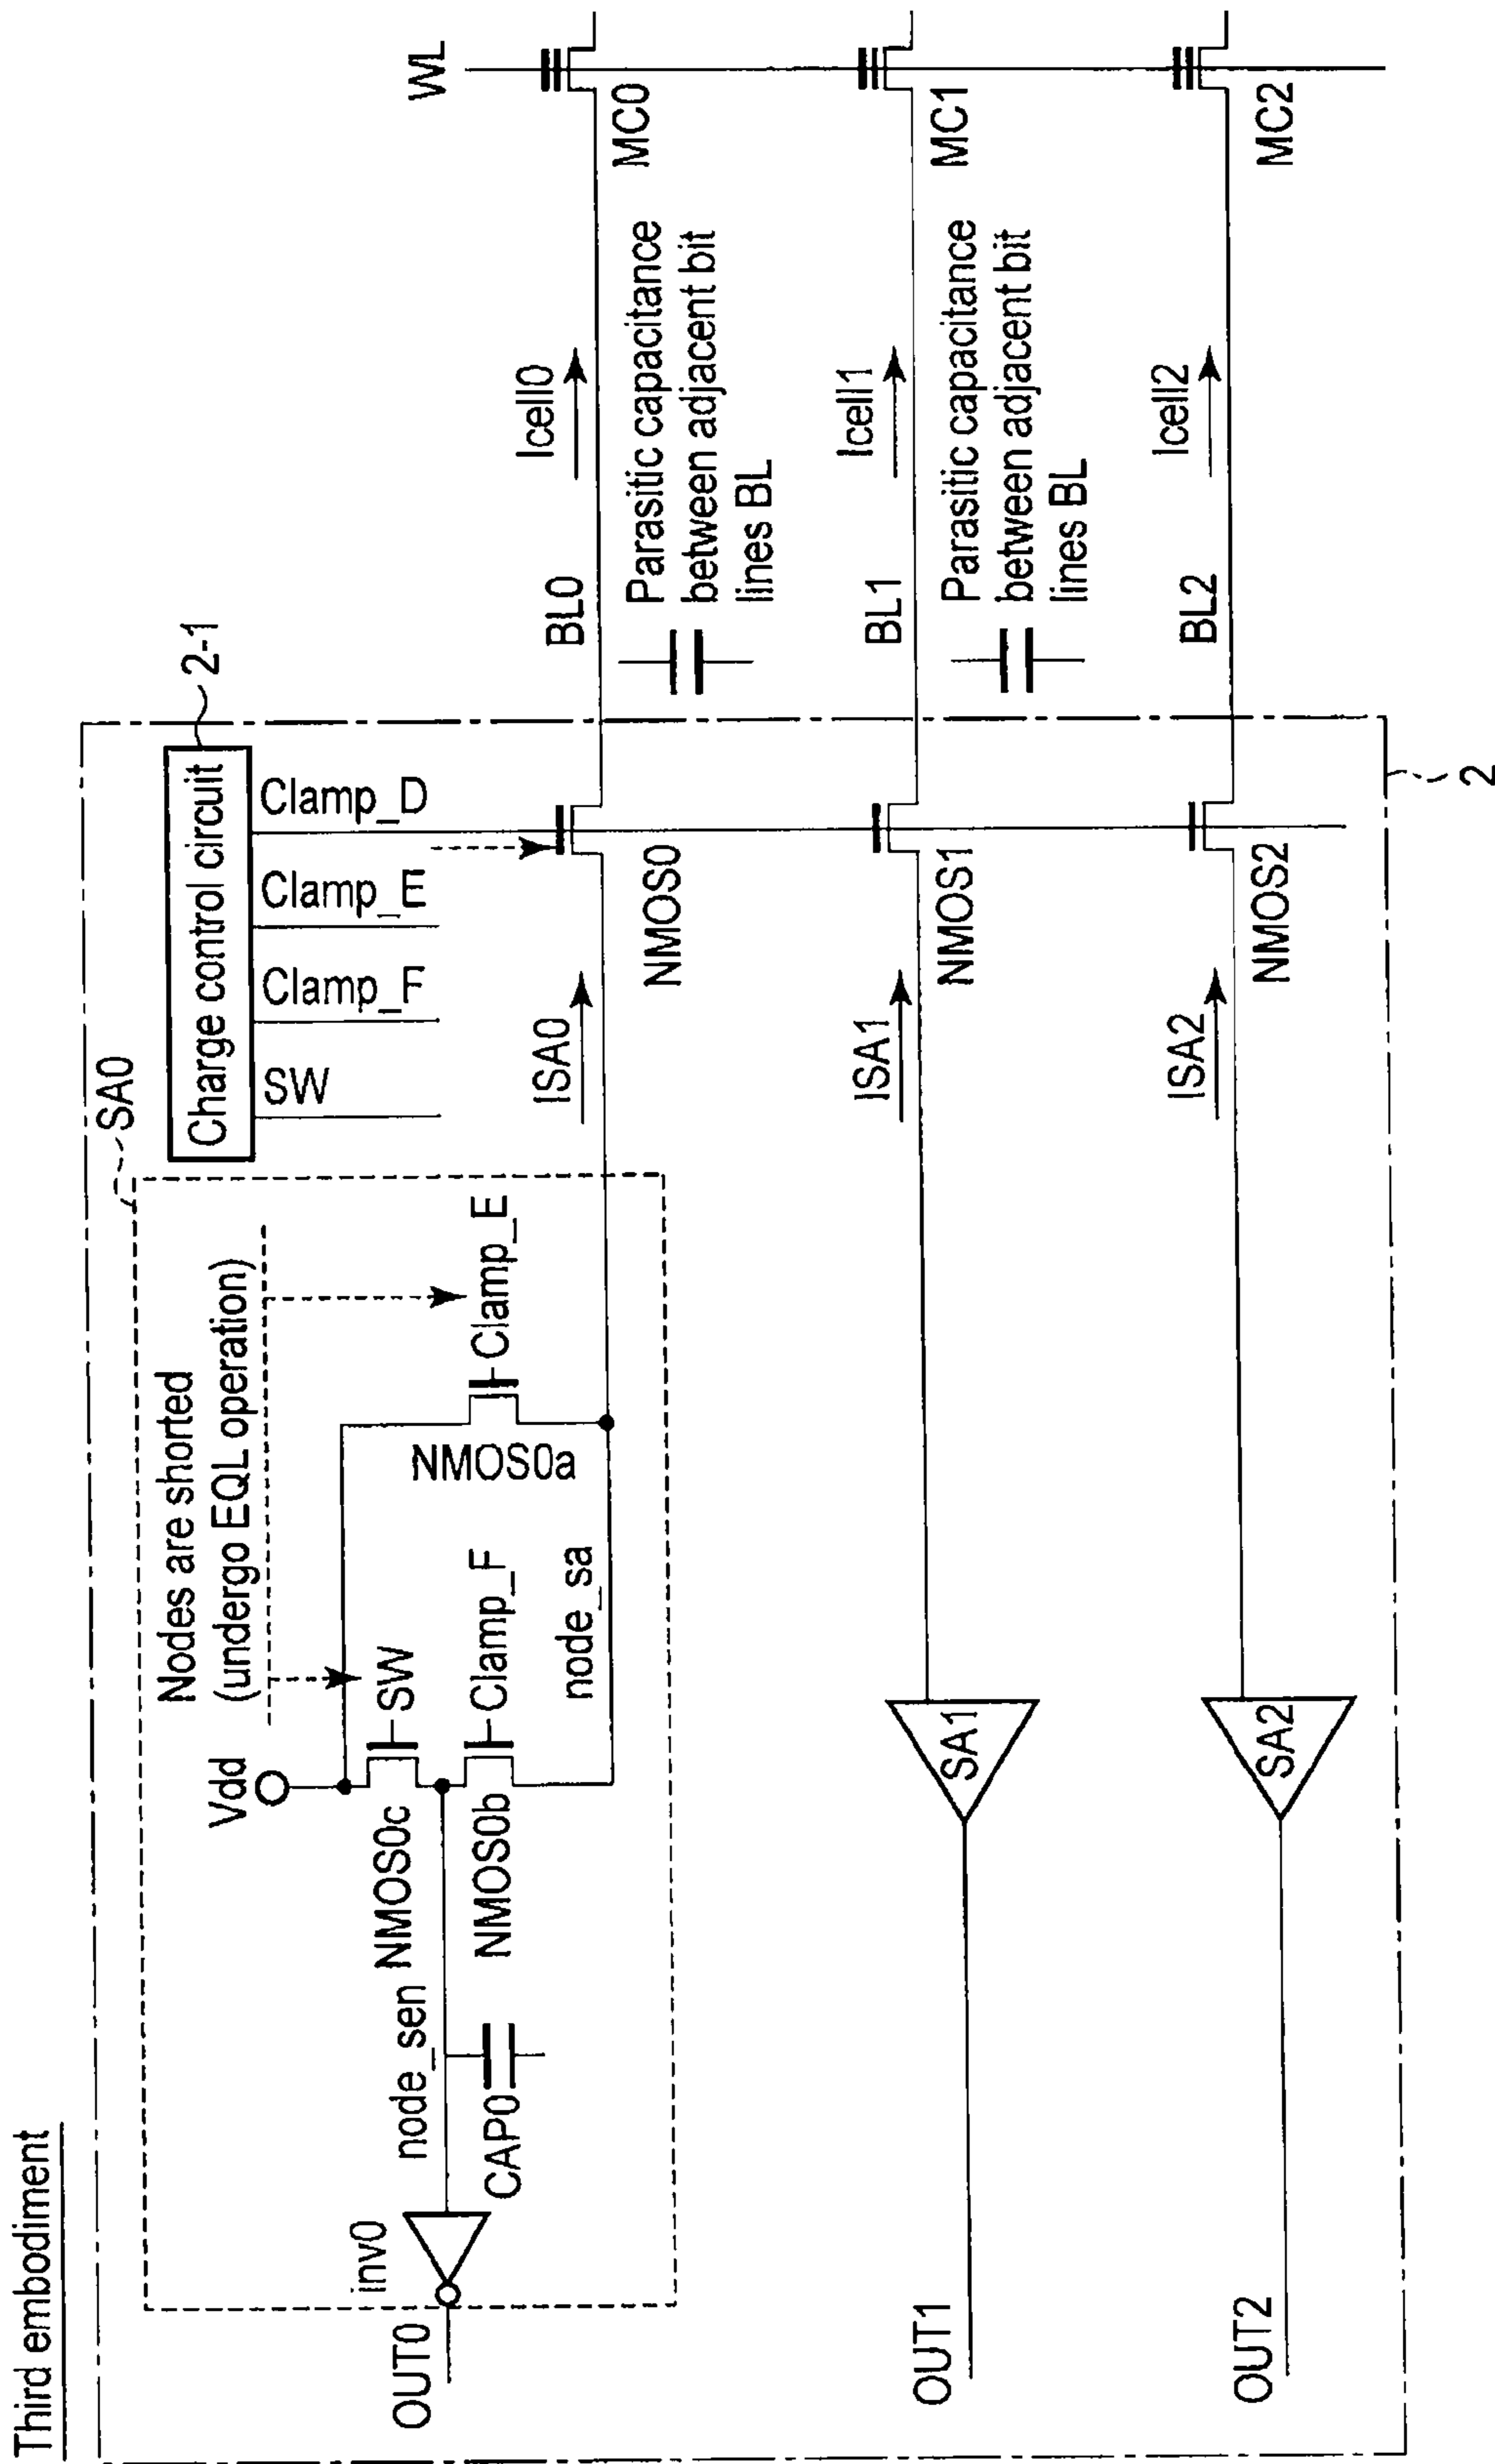 Third embodiment
SA0
Charge control circuit
2-1
SW
Clamp_F
Clamp_E
Clamp_D
WL
Nodes are shorted
(undergo EQL operation)
Vdd
SW
NMOS0c
Clamp_F
Clamp_E
NMOS0b
NMOS0a
node_sen
node_sa
CAP0
inv0
OUT0
ISA0
NMOS0
BL0
Icell0
MC0
Parasitic capacitance
between adjacent bit
lines BL
OUT1
SA1
ISA1
NMOS1
BL1
Icell1
MC1
Parasitic capacitance
between adjacent bit
lines BL
OUT2
SA2
ISA2
NMOS2
BL2
Icell2
MC2
2